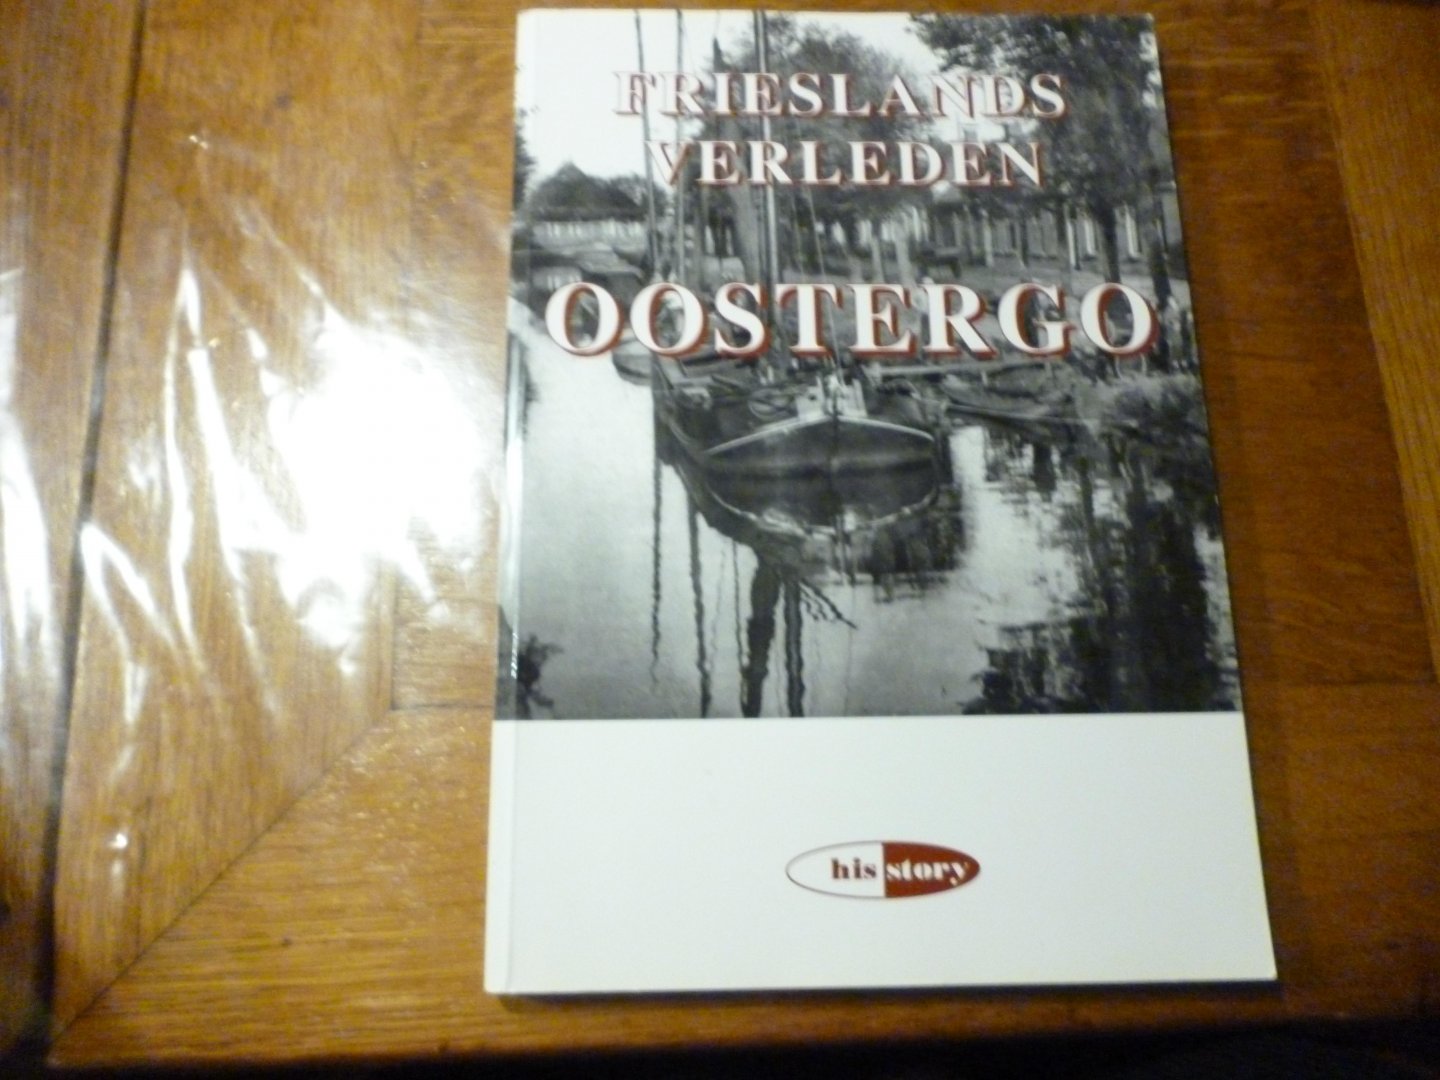 FRIESLANDS
VERLEDEN
OOSTERGO
his story